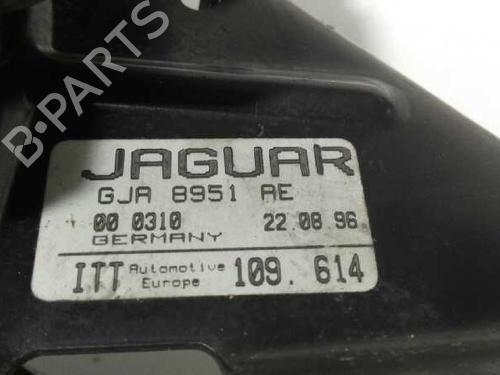 B-PARTS
JAGUAR
GJA 8951 AE
00 0310 22.08 96
GERMANY
ITT Automotive Europe 109. 614